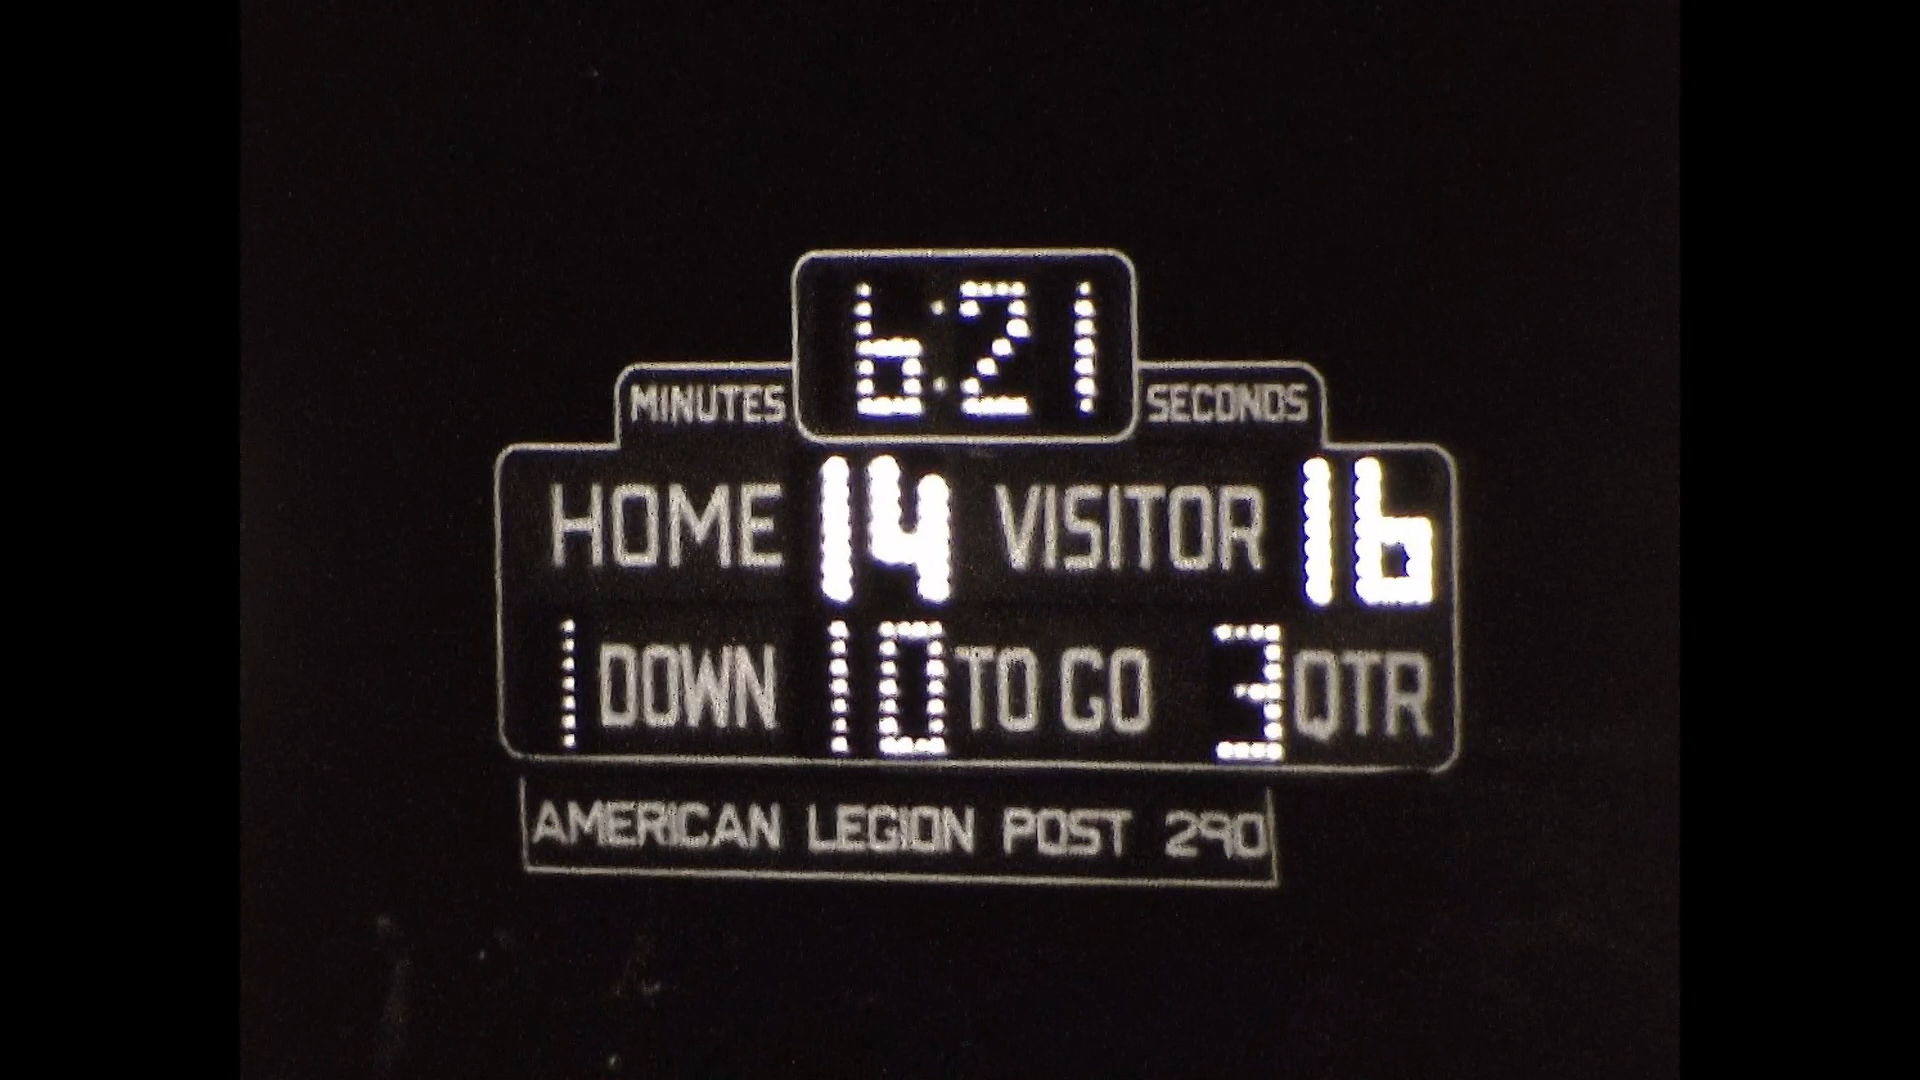 6:21
MINUTES SECONDS
HOME 14 VISITOR 16
1 DOWN 10 TO GO 3 QTR
AMERICAN LEGION POST 290